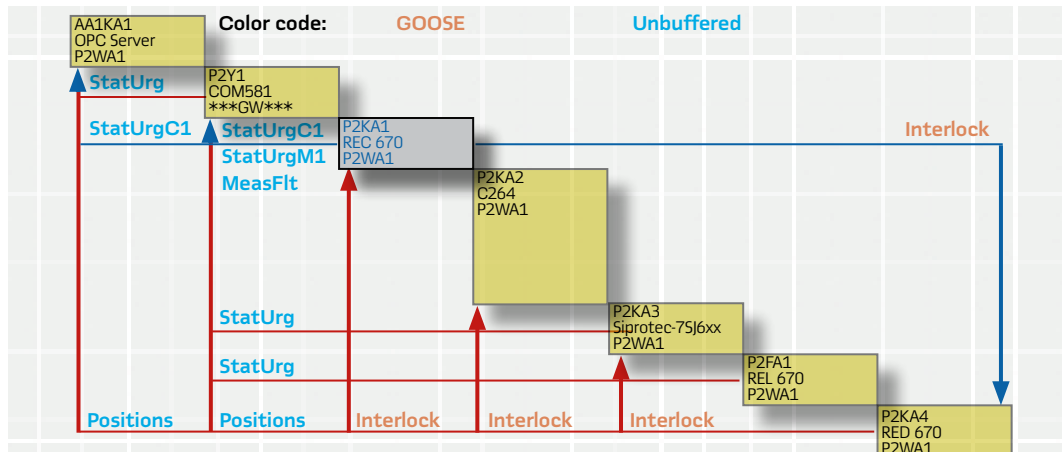 AA1KA1
OPC Server
P2WA1
Color code: GOOSE Unbuffered
StatUrg
P2Y1
COM581
***GW***
StatUrgC1
StatUrgC1
StatUrgM1
MeasFlt
P2KA1
REC 670
P2WA1
Interlock
P2KA2
C264
P2WA1
StatUrg
P2KA3
Siprotec-7SJ6xx
P2WA1
StatUrg
P2FA1
REL 670
P2WA1
Positions Positions Interlock Interlock Interlock
P2KA4
RED 670
P2WA1